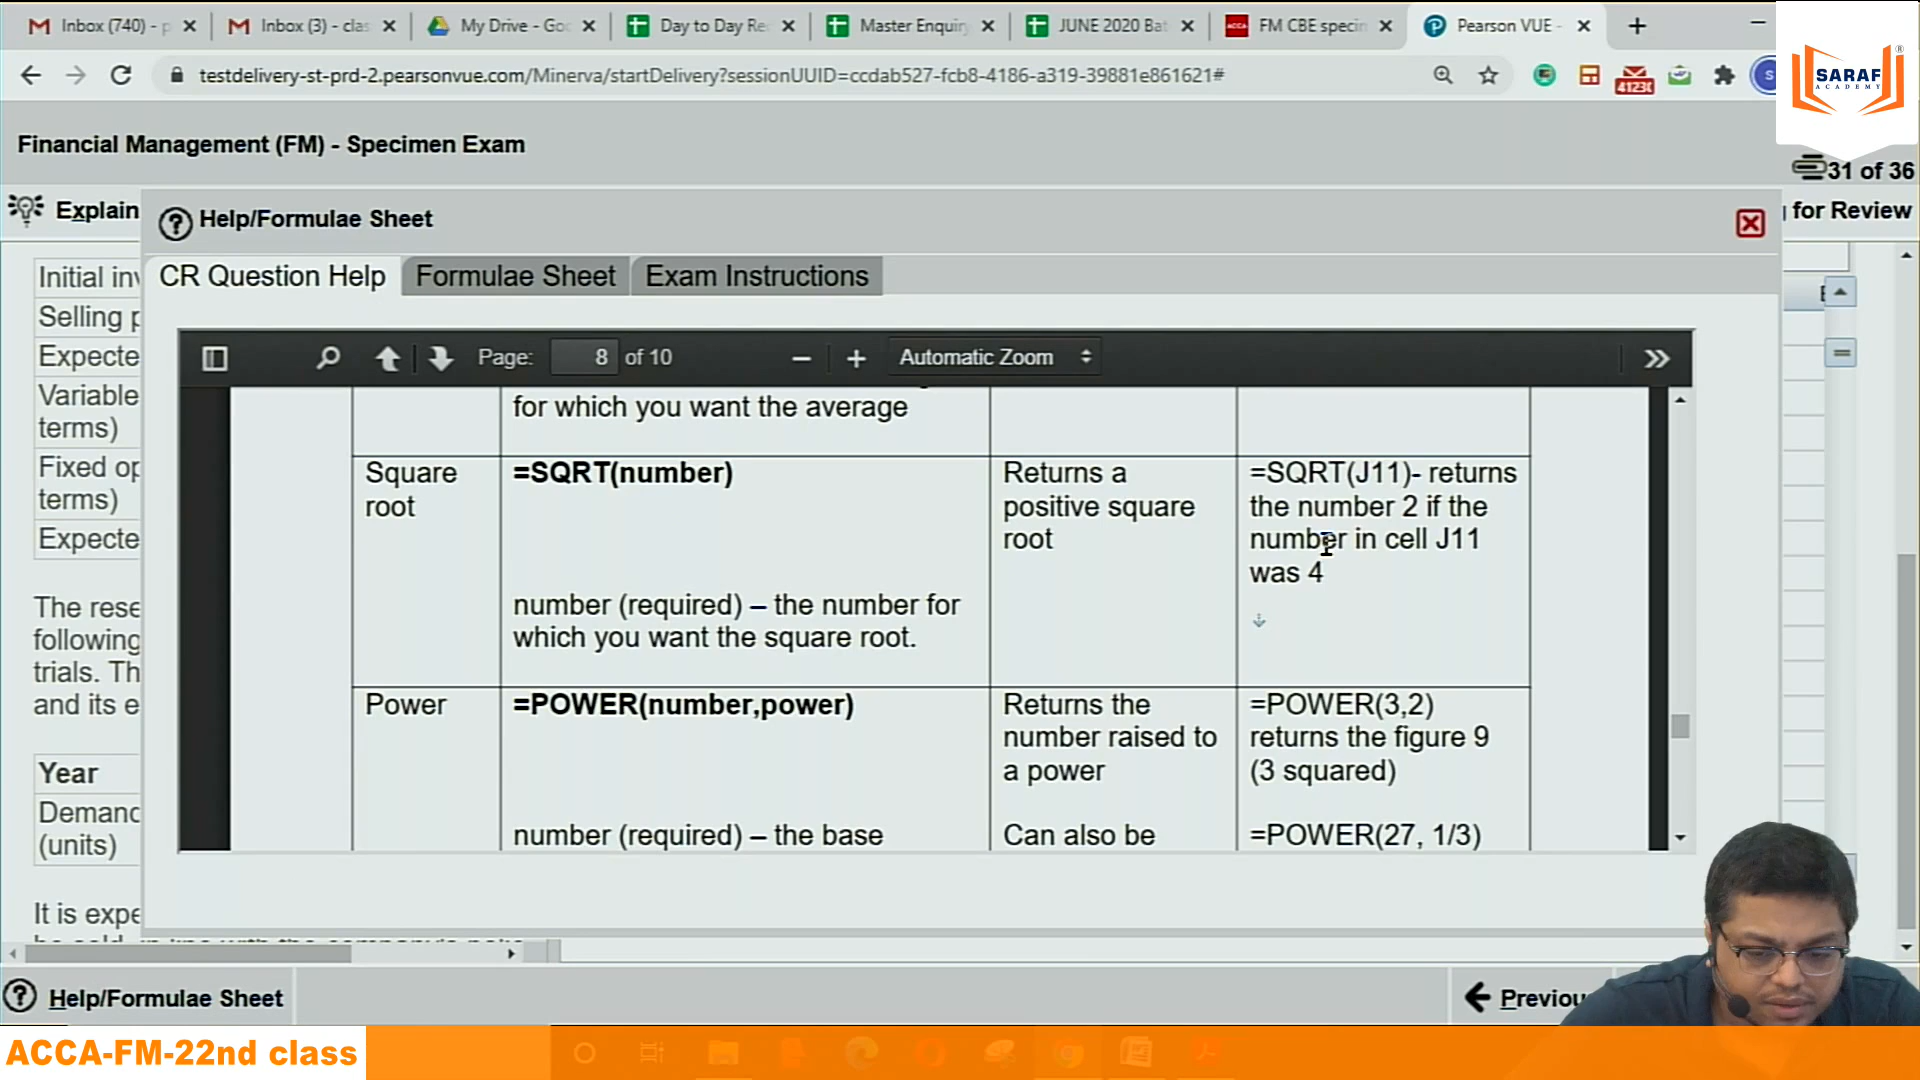 Inbox (740) - p
Inbox (3) - clas
My Drive - Goo
Day to Day Re
Master Enquiry
JUNE 2020 Bat
FM CBE specim
Pearson VUE -
testdelivery-st-prd-2.pearsonvue.com/Minerva/startDelivery?sessionUUID=ccdab527-fcb8-4186-a319-39881e861621#
SARAF
ACADEMY
Financial Management (FM) - Specimen Exam
31 of 36
Explain
for Review
Help/Formulae Sheet
CR Question Help
Formulae Sheet
Exam Instructions
Page: 8 of 10
Automatic Zoom
Initial inv
Selling p
Expecte
Variable
terms)
Fixed op
terms)
Expecte
The rese
following
trials. Th
and its e
Year
Demand
(units)
It is expe
for which you want the average
Square
root
=SQRT(number)
number (required) – the number for
which you want the square root.
Returns a
positive square
root
=SQRT(J11)- returns
the number 2 if the
number in cell J11
was 4
Power
=POWER(number,power)
number (required) – the base
Returns the
number raised to
a power
Can also be
=POWER(3,2)
returns the figure 9
(3 squared)
=POWER(27, 1/3)
Help/Formulae Sheet
Previou
ACCA-FM-22nd class